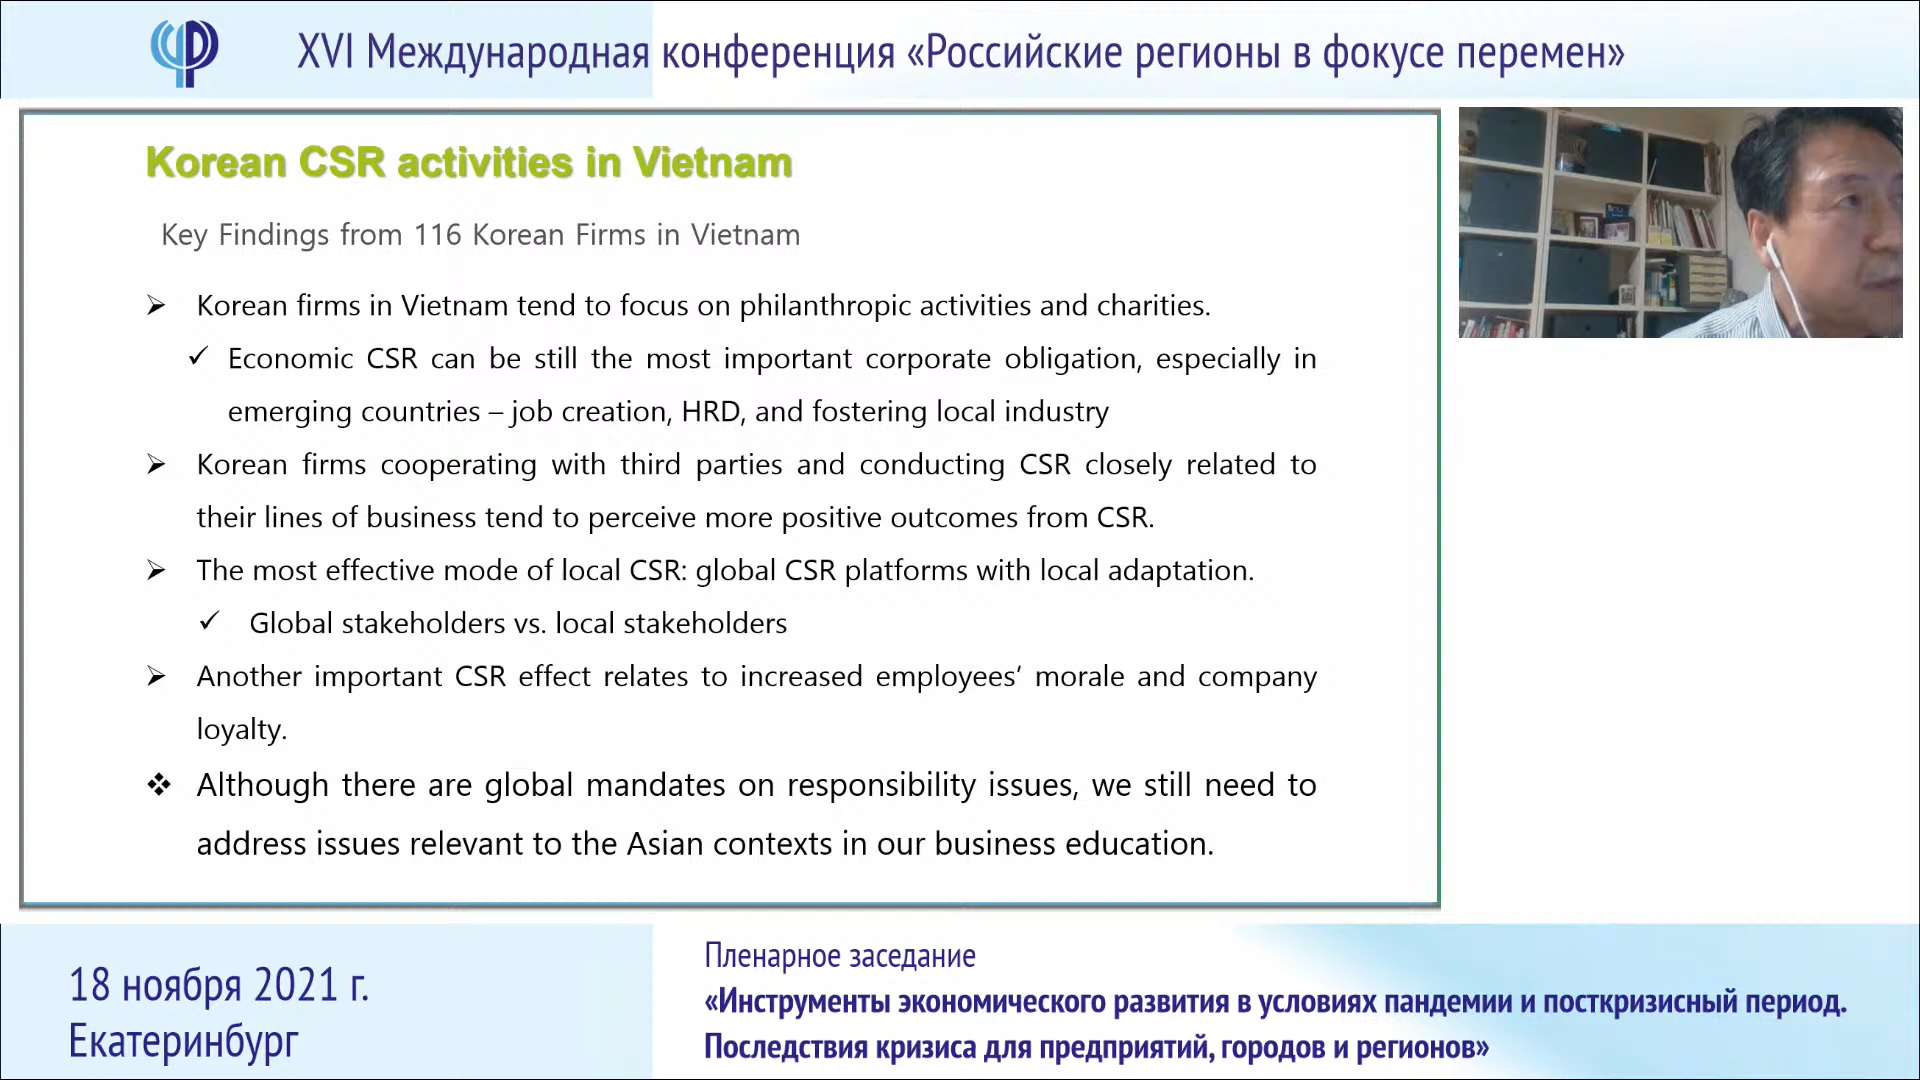 XVI Международная конференция «Российские регионы в фокусе перемен»
Korean CSR activities in Vietnam
Key Findings from 116 Korean Firms in Vietnam
➢ Korean firms in Vietnam tend to focus on philanthropic activities and charities.
✓ Economic CSR can be still the most important corporate obligation, especially in
emerging countries – job creation, HRD, and fostering local industry
➢ Korean firms cooperating with third parties and conducting CSR closely related to
their lines of business tend to perceive more positive outcomes from CSR.
➢ The most effective mode of local CSR: global CSR platforms with local adaptation.
✓ Global stakeholders vs. local stakeholders
➢ Another important CSR effect relates to increased employees’ morale and company
loyalty.
❖ Although there are global mandates on responsibility issues, we still need to
address issues relevant to the Asian contexts in our business education.
18 ноября 2021 г.
Екатеринбург
Пленарное заседание
«Инструменты экономического развития в условиях пандемии и посткризисный период.
Последствия кризиса для предприятий, городов и регионов»